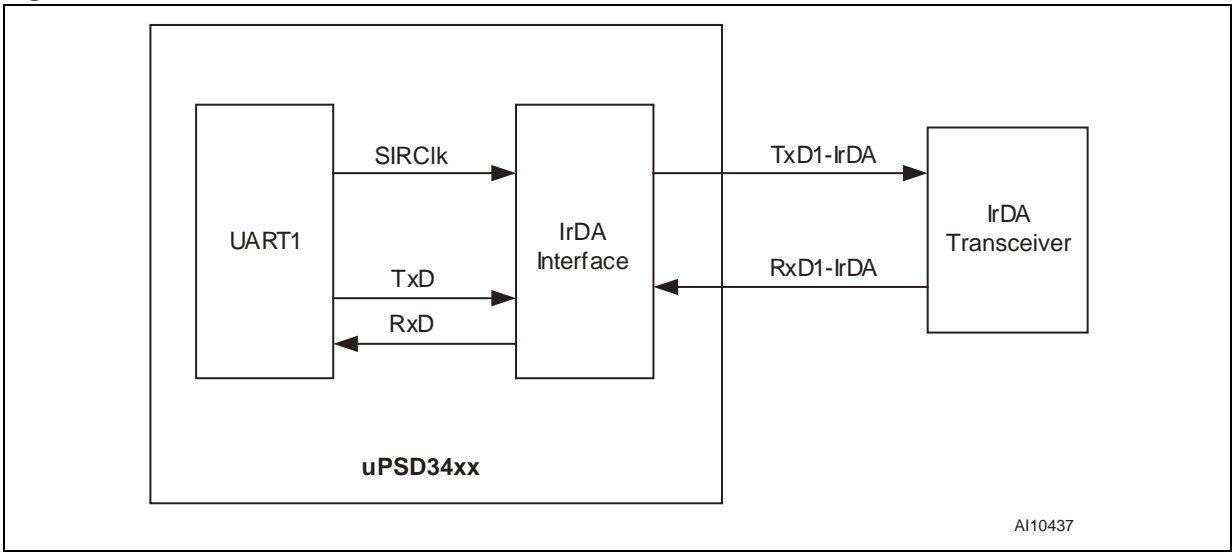 SIRClk
TxD1-IrDA
UART1
IrDA
Interface
IrDA
Transceiver
TxD
RxD1-IrDA
RxD
uPSD34xx
AI10437